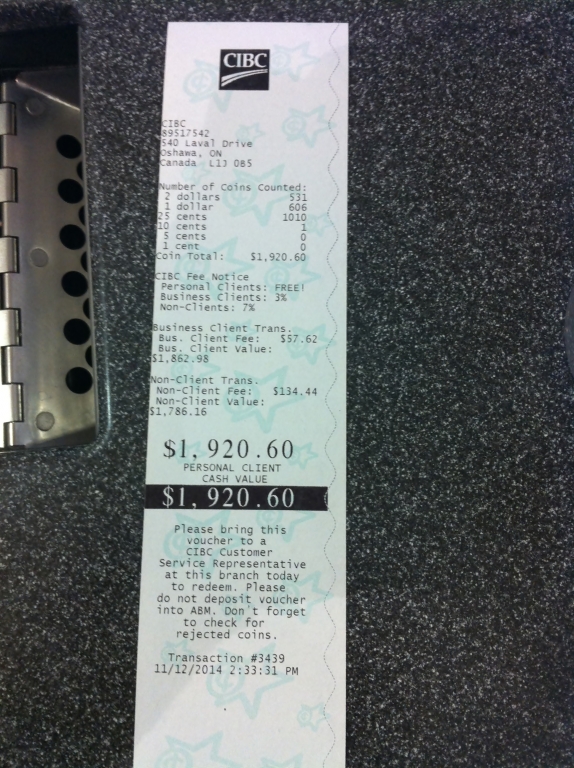 CIBC
CIBC
89517542
540 Laval Drive
Oshawa, ON
Canada L1J 0B5
Number of Coins Counted:
2 dollars 531
1 dollar 606
25 cents 1010
10 cents 1
5 cents 0
1 cent 0
Coin Total: $1,920.60
CIBC Fee Notice
Personal Clients: FREE!
Business Clients: 3%
Non-Clients: 7%
Business Client Trans.
Bus. Client Fee: $57.62
Bus. Client Value:
$1,862.98
Non-Client Trans.
Non-Client Fee: $134.44
Non-Client Value:
$1,786.16
$1,920.60
PERSONAL CLIENT
CASH VALUE
$1,920.60
Please bring this
voucher to a
CIBC Customer
Service Representative
at this branch today
to redeem. Please
do not deposit voucher
into ABM. Don't forget
to check for
rejected coins.
Transaction #3439
11/12/2014 2:33:31 PM